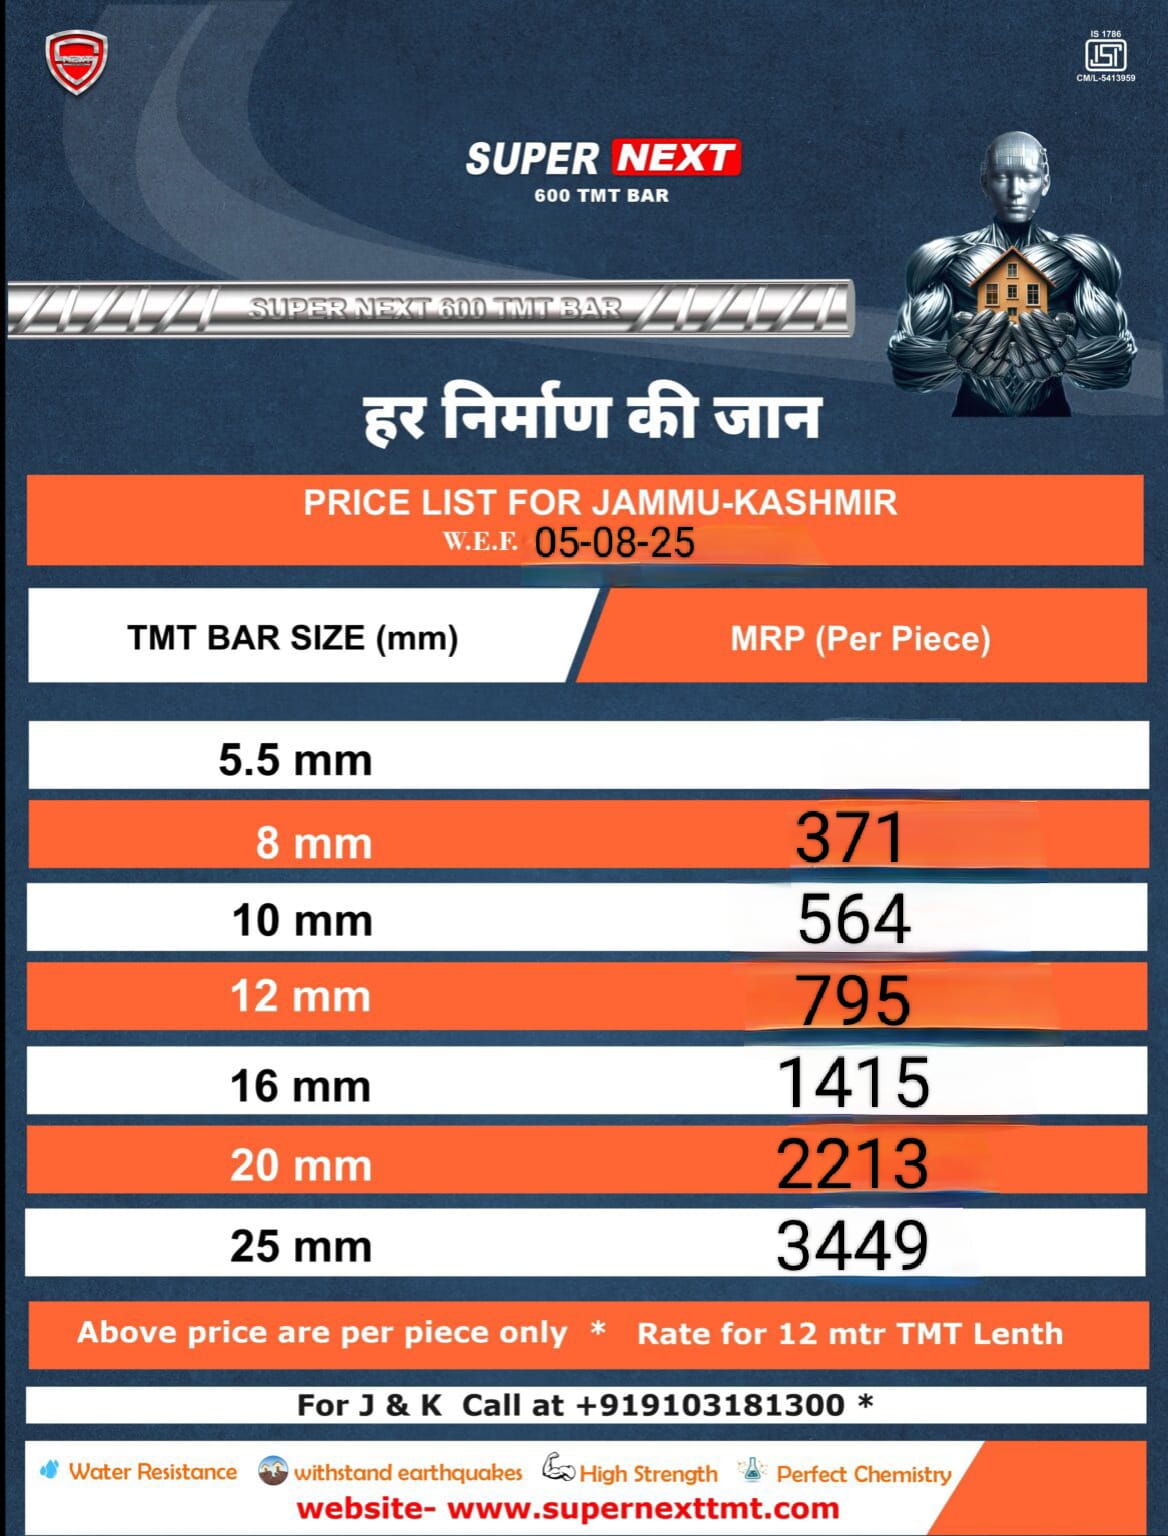 NEXT
IS 1786
ISI
CM/L-5413959
SUPER NEXT
600 TMT BAR
SUPER NEXT 600 TMT BAR
हर निर्माण की जान
PRICE LIST FOR JAMMU-KASHMIR
W.E.F. 05-08-25
TMT BAR SIZE (mm) MRP (Per Piece)
5.5 mm
8 mm 371
10 mm 564
12 mm 795
16 mm 1415
20 mm 2213
25 mm 3449
Above price are per piece only * Rate for 12 mtr TMT Lenth
For J & K Call at +919103181300 *
Water Resistance withstand earthquakes High Strength Perfect Chemistry
website- www.supernexttmt.com